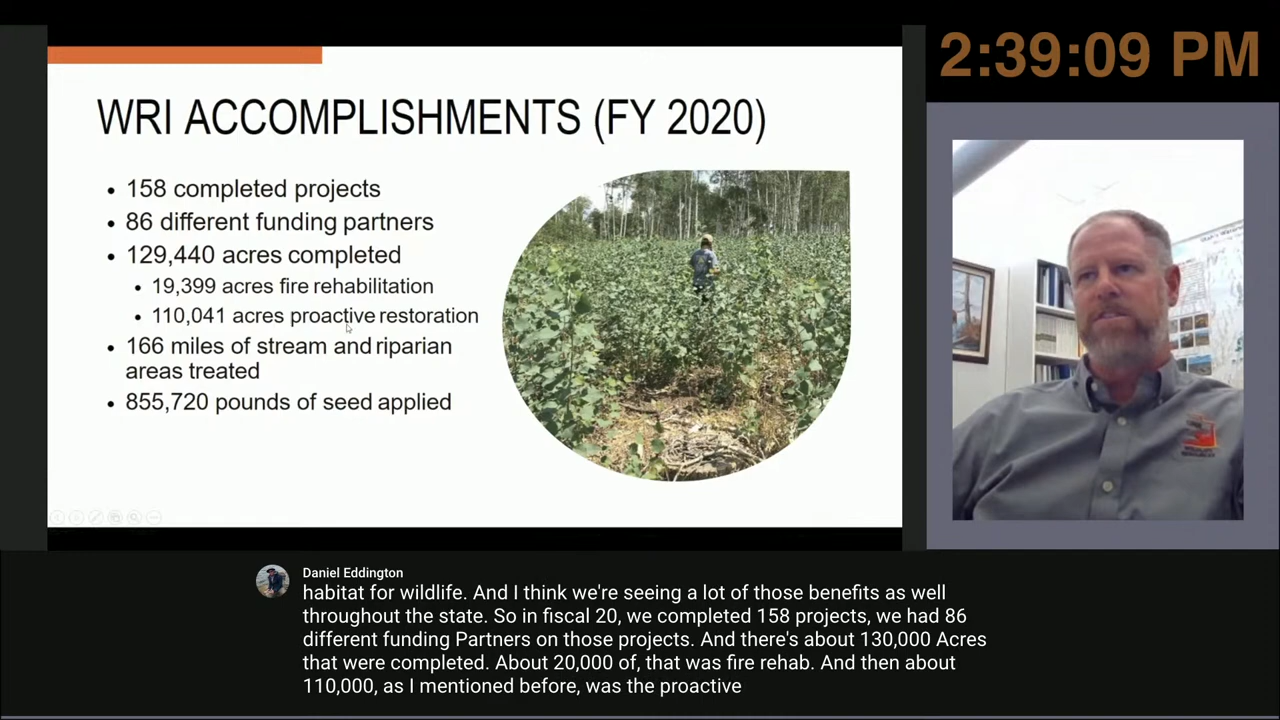 2:39:09 PM
WRI ACCOMPLISHMENTS (FY 2020)
• 158 completed projects
• 86 different funding partners
• 129,440 acres completed
• 19,399 acres fire rehabilitation
• 110,041 acres proactive restoration
• 166 miles of stream and riparian
areas treated
• 855,720 pounds of seed applied
WILDLIFE
RESOURCES
Daniel Eddington
habitat for wildlife. And I think we're seeing a lot of those benefits as well
throughout the state. So in fiscal 20, we completed 158 projects, we had 86
different funding Partners on those projects. And there's about 130,000 Acres
that were completed. About 20,000 of, that was fire rehab. And then about
110,000, as I mentioned before, was the proactive